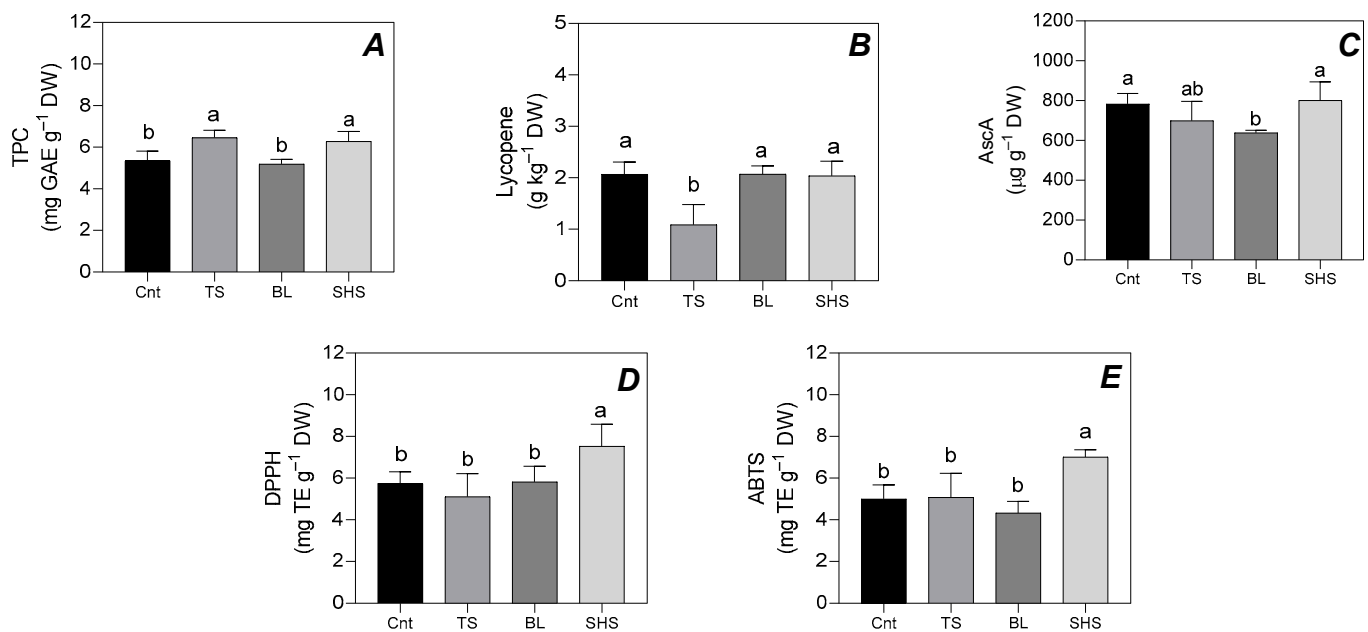 A
TPC
(mg GAE g⁻¹ DW)
12
10
8
6
4
2
0
b
a
b
a
Cnt TS BL SHS
B
Lycopene
(g kg⁻¹ DW)
5
4
3
2
1
0
a
b
a
a
Cnt TS BL SHS
C
AscA
(µg g⁻¹ DW)
1200
1000
800
600
400
200
0
a
ab
b
a
Cnt TS BL SHS
D
DPPH
(mg TE g⁻¹ DW)
12
10
8
6
4
2
0
b
b
b
a
Cnt TS BL SHS
E
ABTS
(mg TE g⁻¹ DW)
12
10
8
6
4
2
0
b
b
b
a
Cnt TS BL SHS